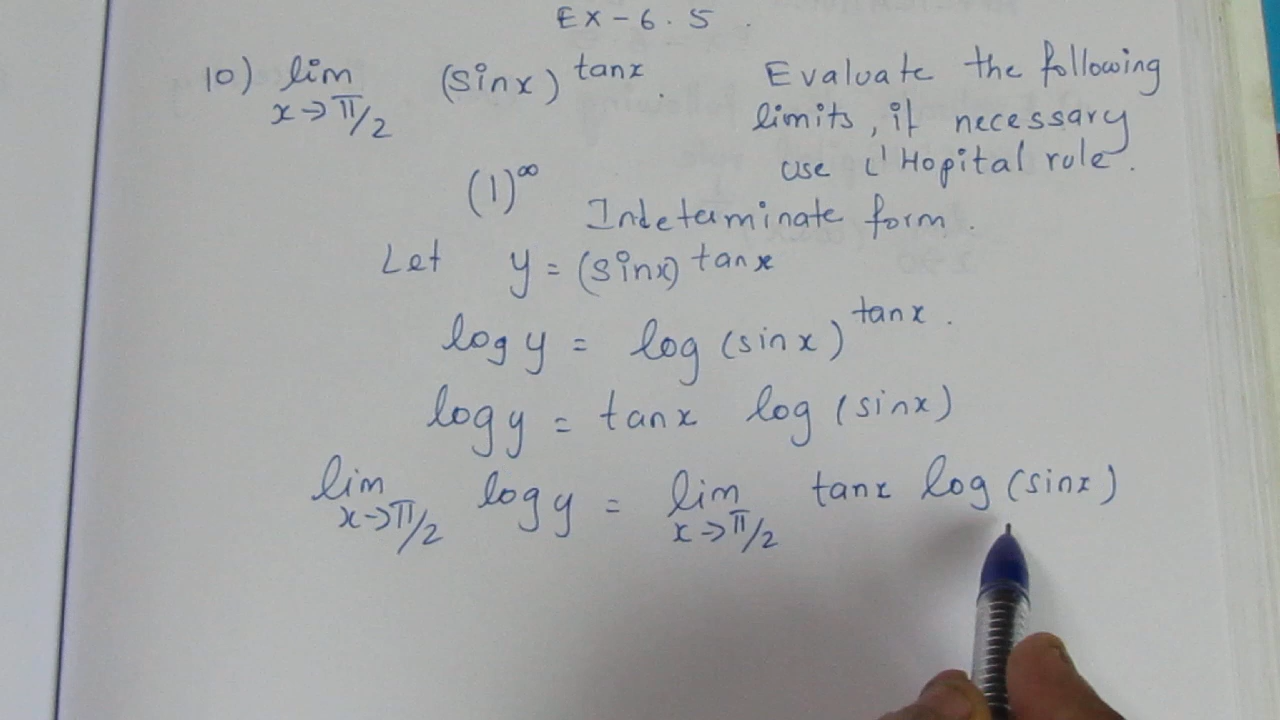 Ex - 6.5.
10) lim (sinx)^tanx. Evaluate the following
x→π/2 limits, if necessary
use l'Hopital rule.
(1)^∞ Indeterminate form.
Let y = (sinx)^tanx
log y = log (sinx)^tanx.
log y = tanx log (sinx)
lim log y = lim tanx log (sinx)
x→π/2 x→π/2